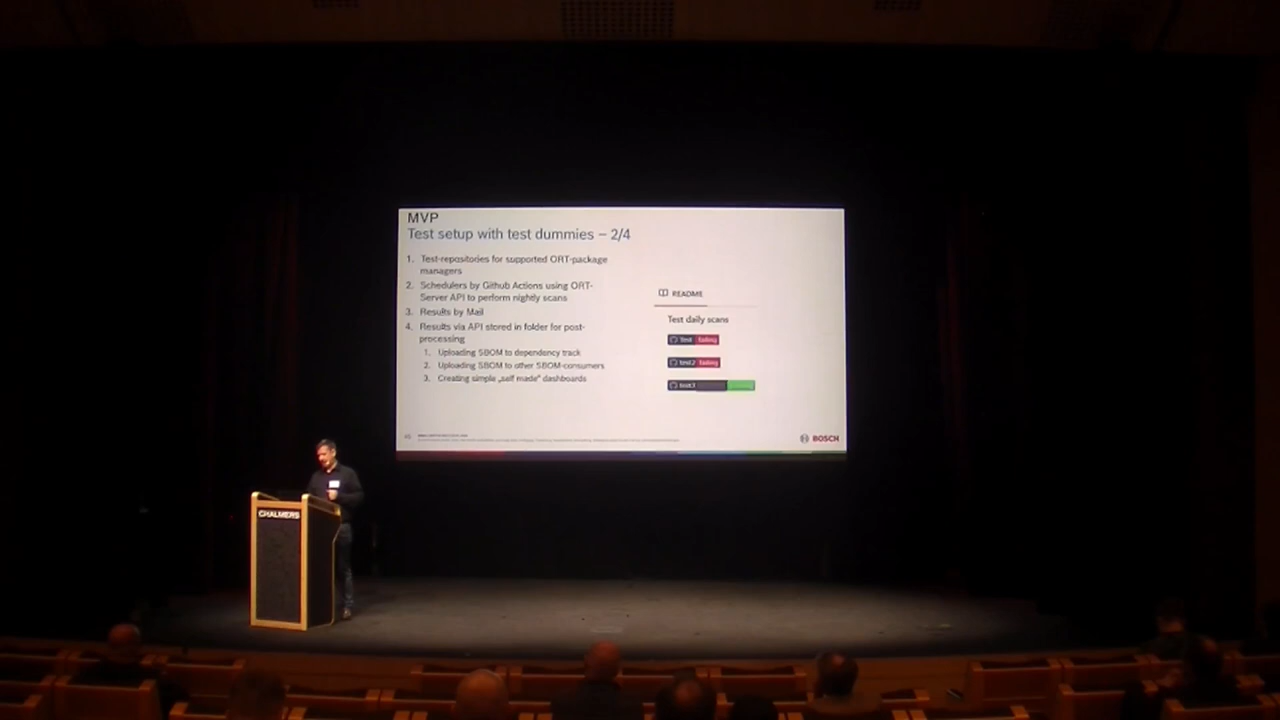 MVP
Test setup with test dummies – 2/4
1. Test-repositories for supported ORT-package
managers
2. Schedulers by Github Actions using ORT-
Server API to perform nightly scans
3. Results by Mail
4. Results via API stored in folder for post-
processing
1. Uploading SBOM to dependency track
2. Uploading SBOM to other SBOM-consumers
3. Creating simple „self made" dashboards
README
Test daily scans
Test failing
test2 failing
test3
BOSCH
CHALMERS